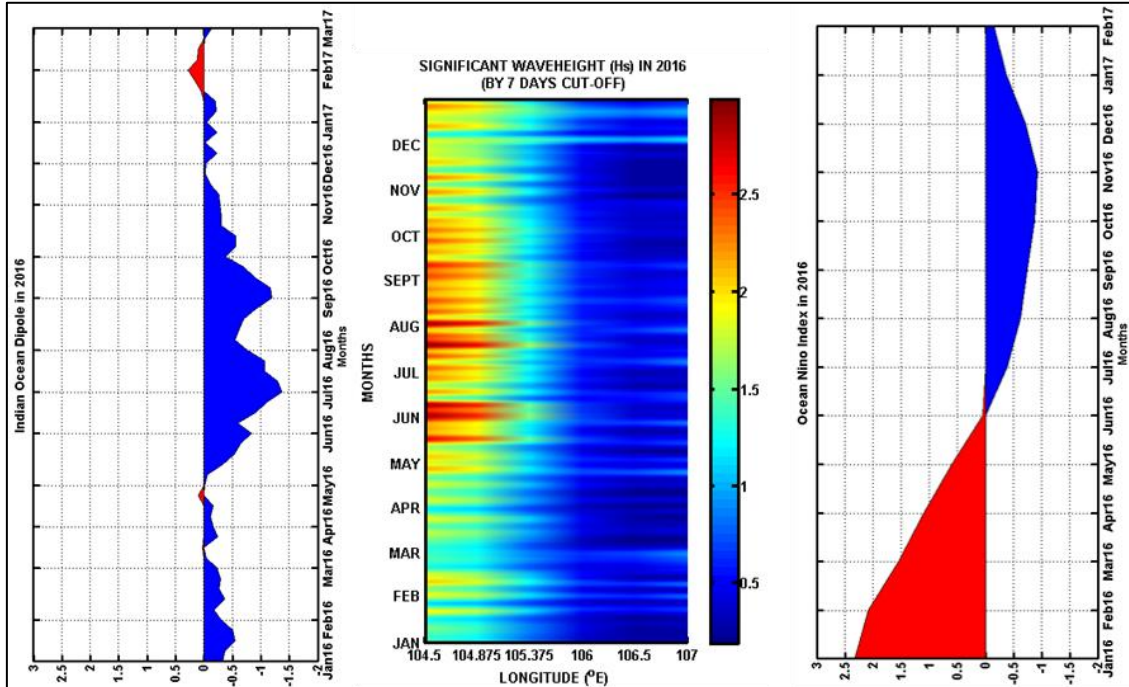 Indian Ocean Dipole in 2016
3
2.5
2
1.5
1
0.5
0
-0.5
-1
-1.5
-2
Jan16
Feb16
Mar16
Apr16
May16
Jun16
Jul16
Aug16
Sep16
Oct16
Nov16
Dec16
Jan17
Feb17
Mar17
Months
SIGNIFICANT WAVEHEIGHT (Hs) IN 2016
(BY 7 DAYS CUT-OFF)
MONTHS
DEC
NOV
OCT
SEPT
AUG
JUL
JUN
MAY
APR
MAR
FEB
JAN
104.5
104.875
105.375
106
106.5
107
LONGITUDE (ºE)
2.5
2
1.5
1
0.5
Ocean Nino Index in 2016
3
2.5
2
1.5
1
0.5
0
-0.5
-1
-1.5
-2
Jan16
Feb16
Mar16
Apr16
May16
Jun16
Jul16
Aug16
Sep16
Oct16
Nov16
Dec16
Jan17
Feb17
Months